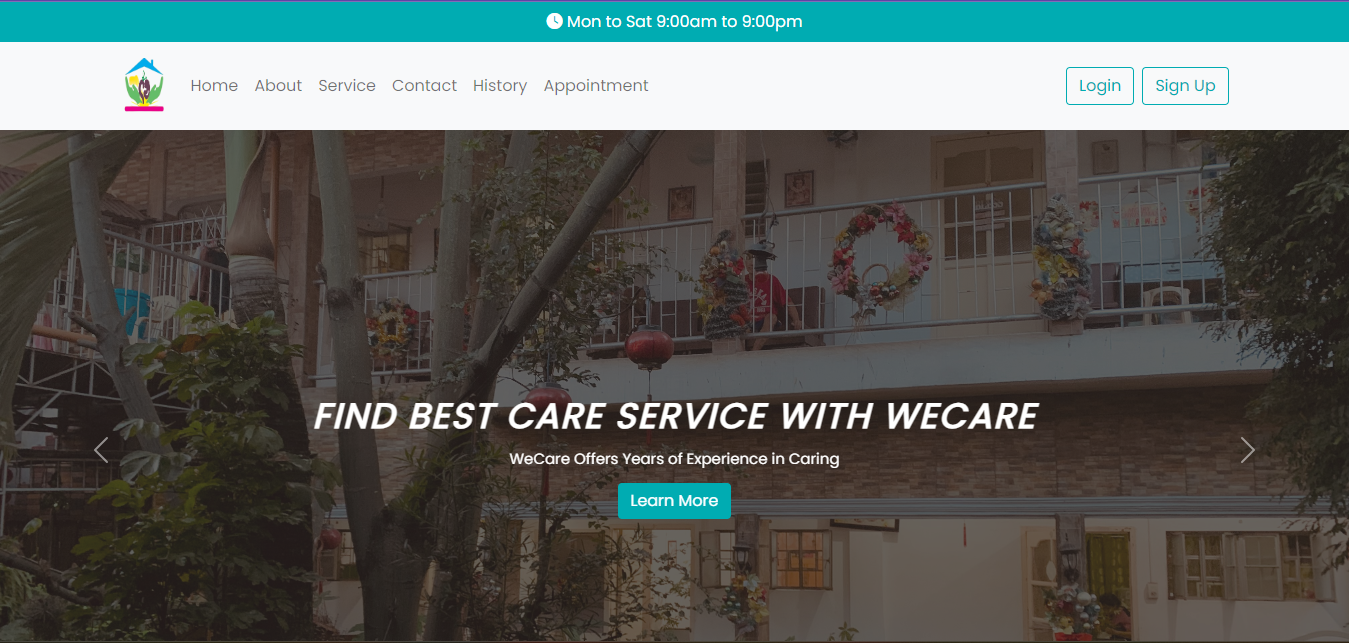 Mon to Sat 9:00am to 9:00pm
Home About Service Contact History Appointment Login Sign Up
FIND BEST CARE SERVICE WITH WECARE
WeCare Offers Years of Experience in Caring
Learn More